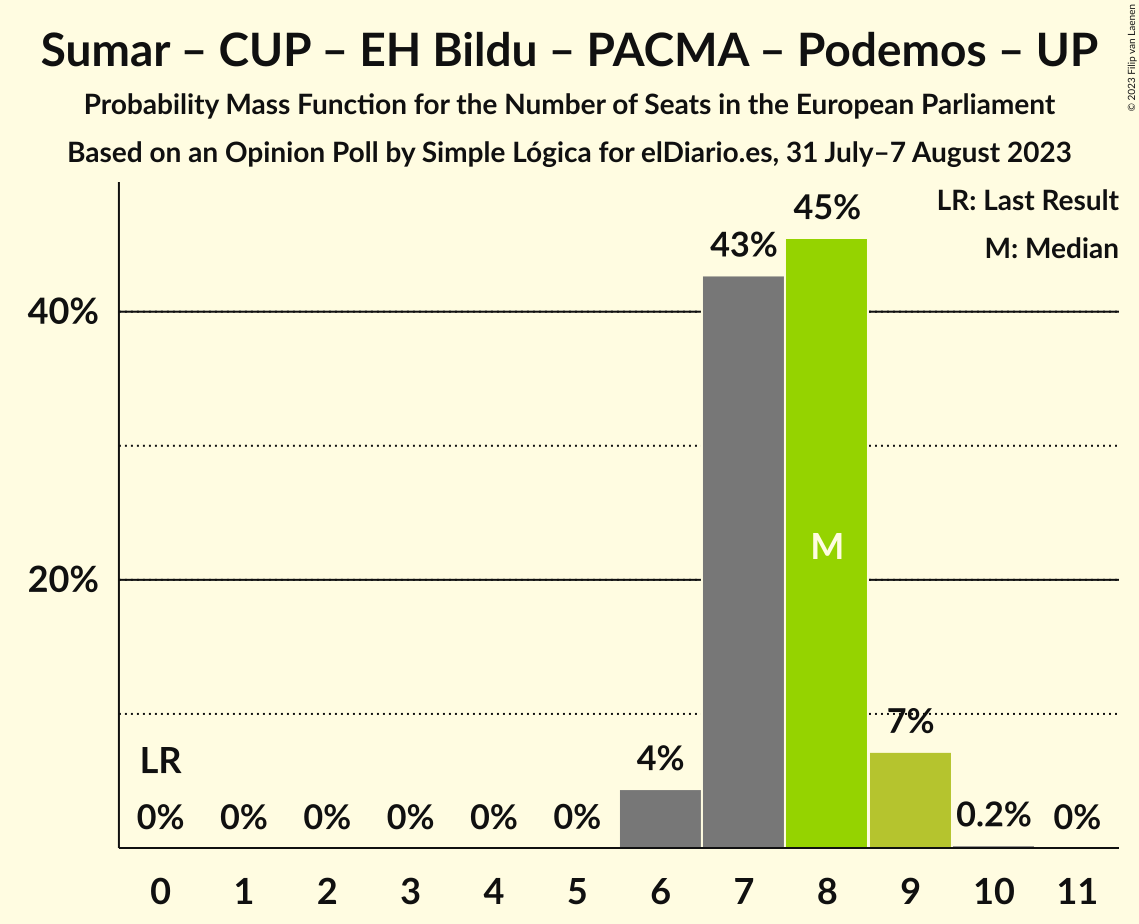 Sumar – CUP – EH Bildu – PACMA – Podemos – UP
Probability Mass Function for the Number of Seats in the European Parliament
Based on an Opinion Poll by Simple Lógica for elDiario.es, 31 July–7 August 2023
© 2023 Filip van Laenen
LR: Last Result
M: Median
45%
43%
40%
M
20%
7%
LR
4%
0% 0% 0% 0% 0% 0% 0.2% 0%
0 1 2 3 4 5 6 7 8 9 10 11